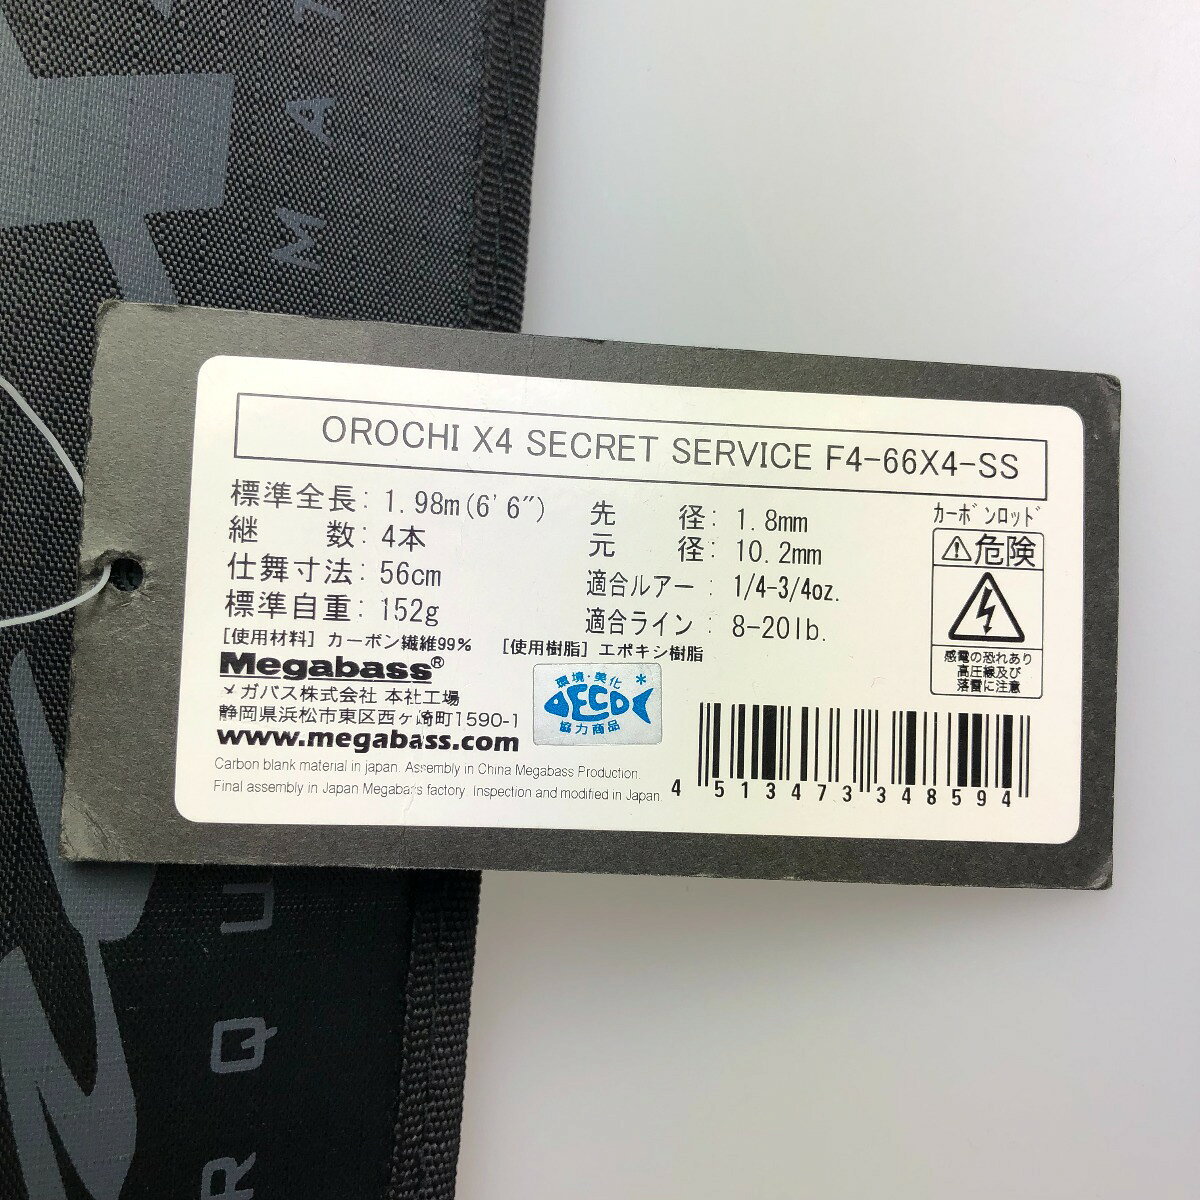 M A T
OROCHI X4 SECRET SERVICE F4-66X4-SS
標準全長: 1.98m(6'6")
継 数: 4本
仕舞寸法: 56cm
標準自重: 152g
先 径: 1.8mm
元 径: 10.2mm
適合ルアー: 1/4-3/4oz.
適合ライン: 8-20lb.
[使用材料] カーボン繊維99% [使用樹脂] エポキシ樹脂
カーボンロッド
⚠危険
感電の恐れあり
高圧線及び
落雷に注意
Megabass®
メガバス株式会社 本社工場
静岡県浜松市東区西ヶ崎町1590-1
www.megabass.com
環境・美化
DECO
協力商品
Carbon blank material in japan. Assembly in China Megabass Production.
Final assembly in Japan Megabass factory. Inspection and modified in Japan.
4 513473 348594
R Q U